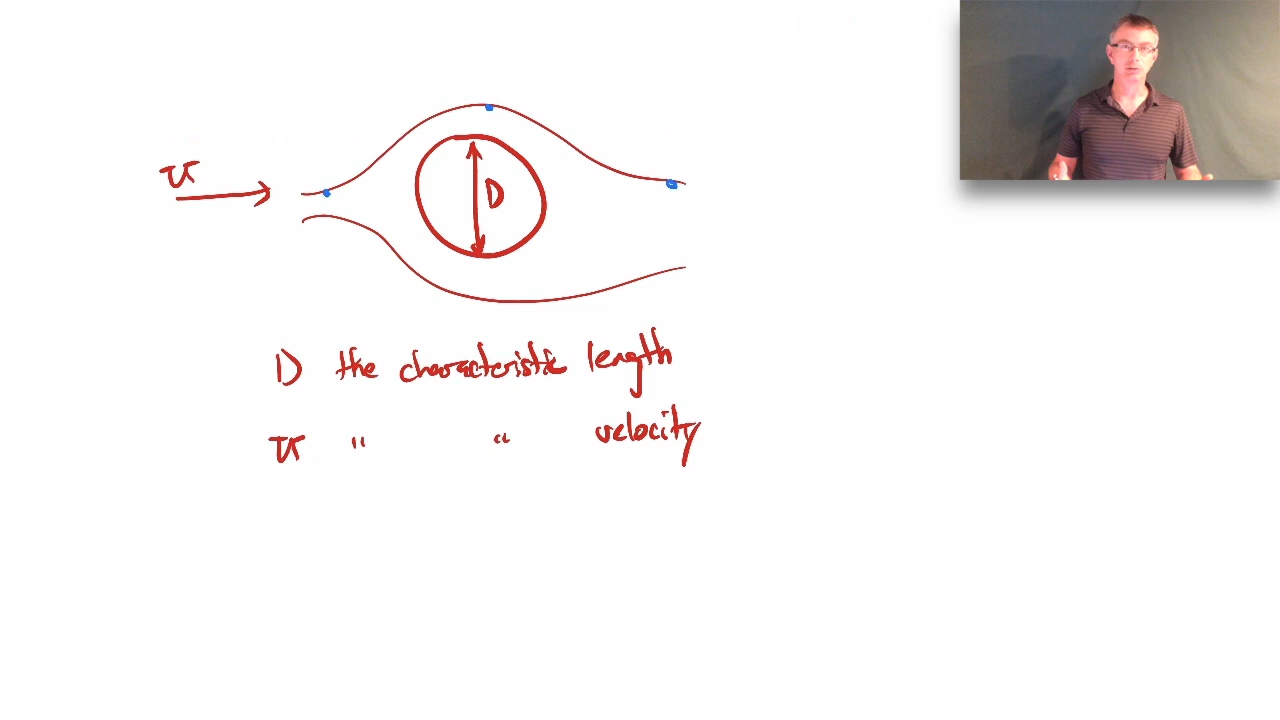 v
D
D the characteristic length
v " " velocity